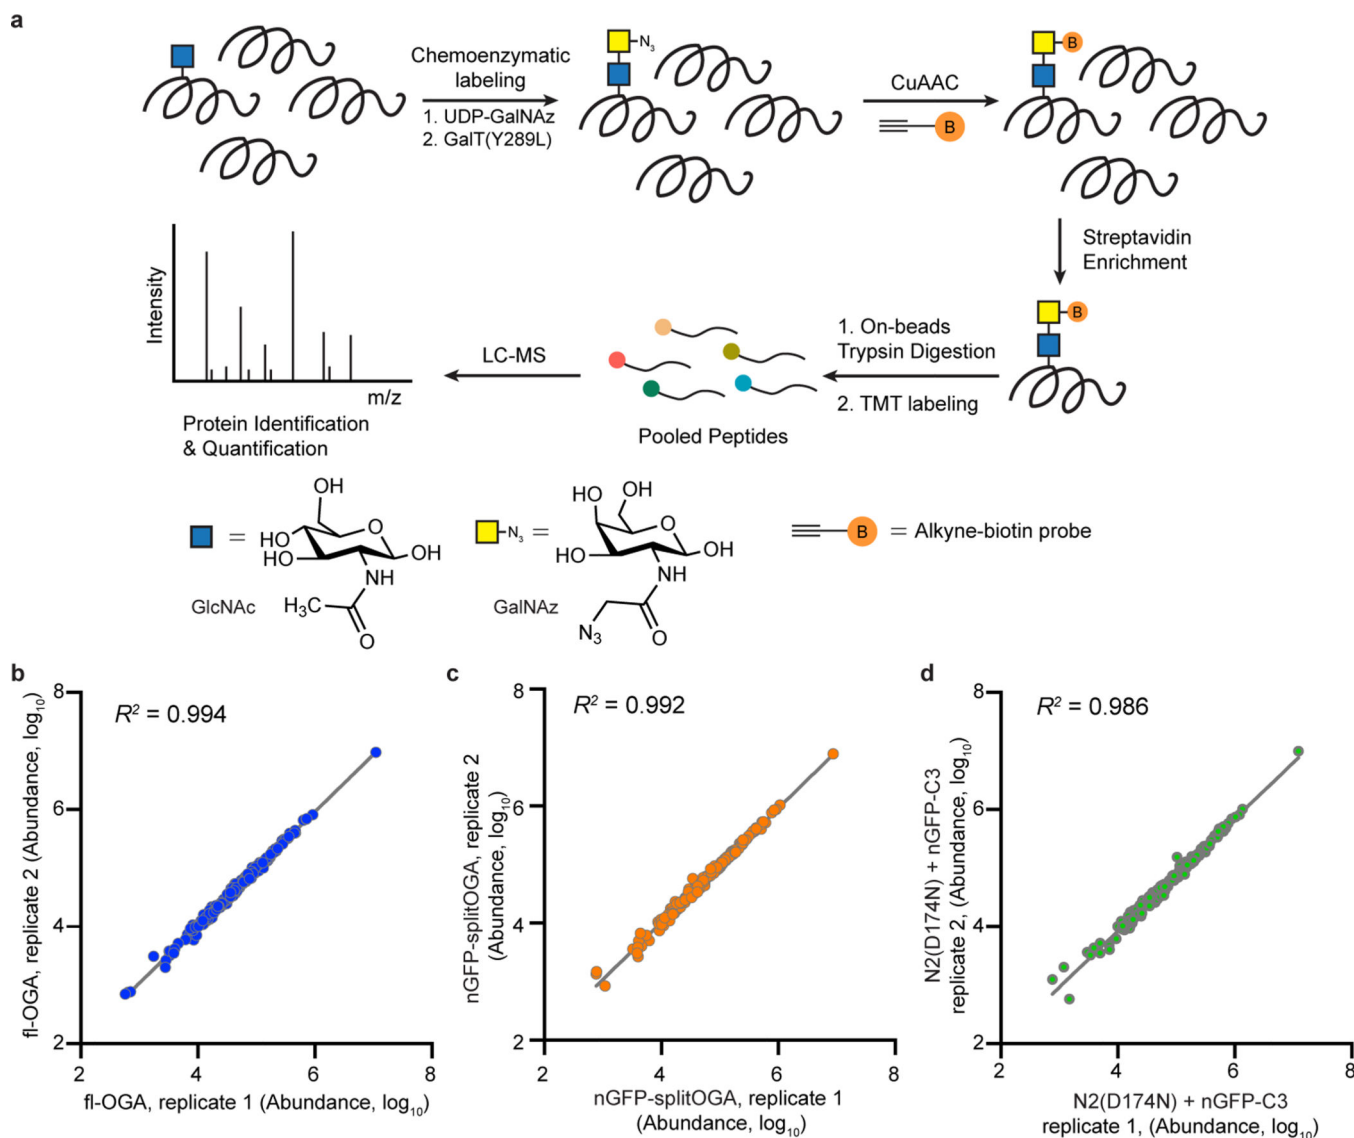 a
Chemoenzymatic
labeling
1. UDP-GalNAz
2. GalT(Y289L)
N₃
CuAAC
B
B
Streptavidin
Enrichment
B
1. On-beads
Trypsin Digestion
2. TMT labeling
Pooled Peptides
LC-MS
Intensity
m/z
Protein Identification
& Quantification
=
OH
HO
O
HO
OH
NH
H₃C
O
GlcNAc
N₃ =
HO
OH
O
HO
OH
NH
N₃
O
GalNAz
B = Alkyne-biotin probe
b
R² = 0.994
fl-OGA, replicate 2 (Abundance, log₁₀)
8
6
4
2
2 4 6 8
fl-OGA, replicate 1 (Abundance, log₁₀)
c
R² = 0.992
nGFP-splitOGA, replicate 2
(Abundance, log₁₀)
8
6
4
2
2 4 6 8
nGFP-splitOGA, replicate 1
(Abundance, log₁₀)
d
R² = 0.986
N2(D174N) + nGFP-C3
replicate 2, (Abundance, log₁₀)
8
6
4
2
2 4 6 8
N2(D174N) + nGFP-C3
replicate 1, (Abundance, log₁₀)